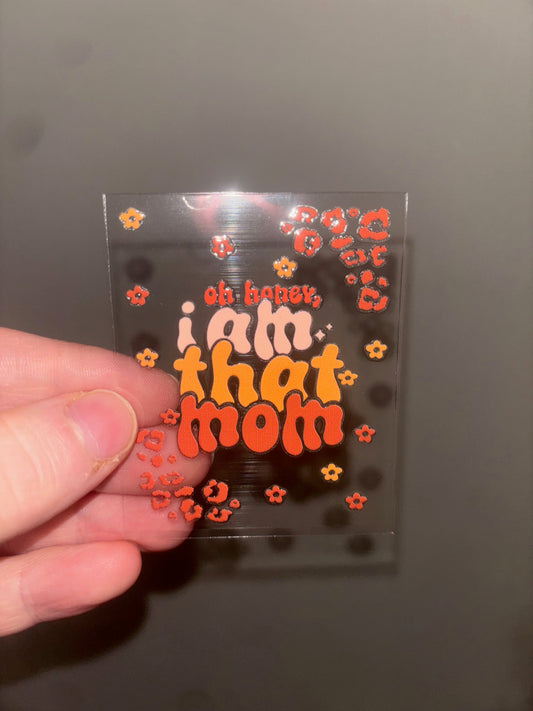 oh honey,
i am
that
mom